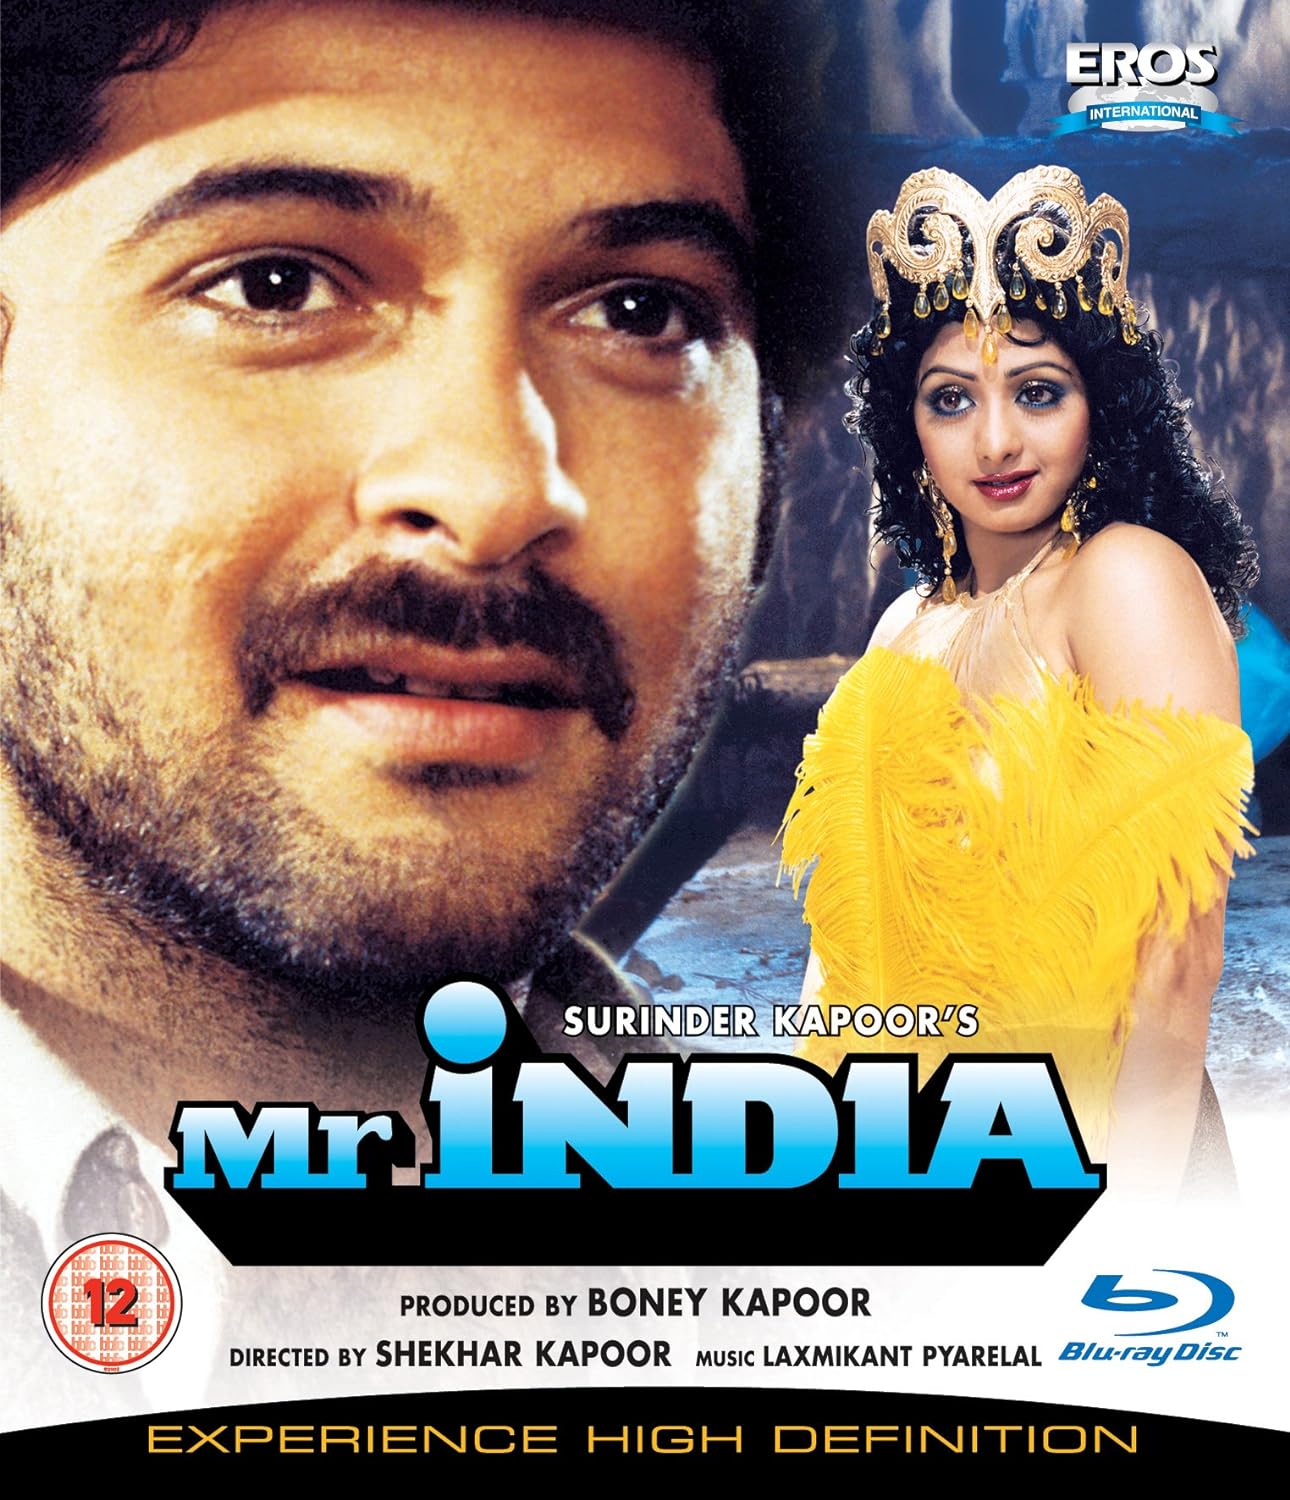 EROS
INTERNATIONAL
SURINDER KAPOOR'S
Mr. INDIA
12
PRODUCED BY BONEY KAPOOR
DIRECTED BY SHEKHAR KAPOOR MUSIC LAXMIKANT PYARELAL
Blu-ray Disc™
EXPERIENCE HIGH DEFINITION